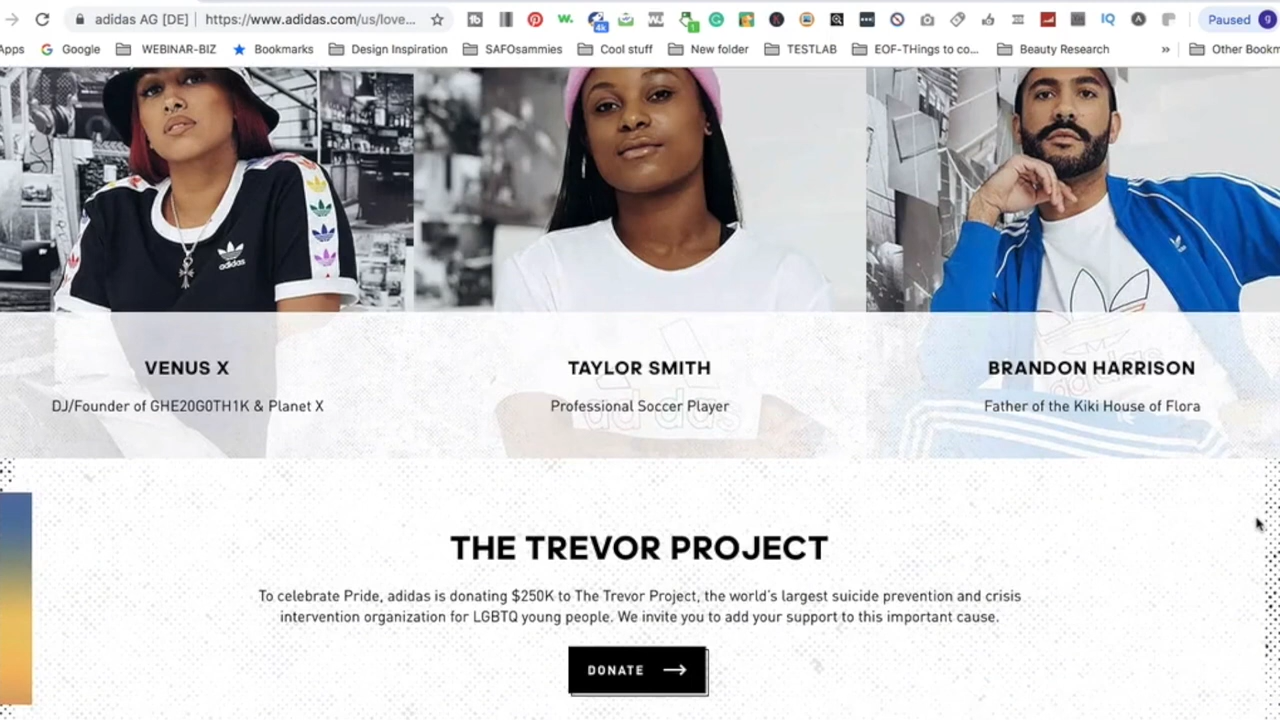 adidas AG [DE] | https://www.adidas.com/us/love...
Paused
Apps Google WEBINAR-BIZ Bookmarks Design Inspiration SAFOsammies Cool stuff New folder TESTLAB EOF-THings to co... Beauty Research » Other Bookm
adidas
VENUS X
DJ/Founder of GHE20G0TH1K & Planet X
TAYLOR SMITH
Professional Soccer Player
BRANDON HARRISON
Father of the Kiki House of Flora
THE TREVOR PROJECT
To celebrate Pride, adidas is donating $250K to The Trevor Project, the world's largest suicide prevention and crisis
intervention organization for LGBTQ young people. We invite you to add your support to this important cause.
DONATE